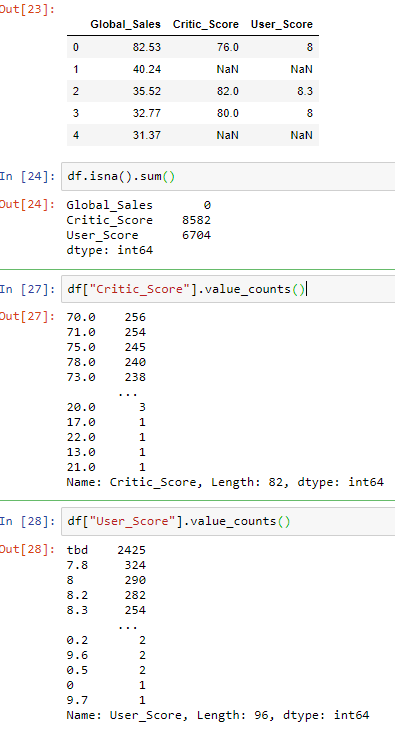 Out[23]:
Global_Sales Critic_Score User_Score
0 82.53 76.0 8
1 40.24 NaN NaN
2 35.52 82.0 8.3
3 32.77 80.0 8
4 31.37 NaN NaN
In [24]: df.isna().sum()
Out[24]: Global_Sales 0
Critic_Score 8582
User_Score 6704
dtype: int64
In [27]: df["Critic_Score"].value_counts()
Out[27]: 70.0 256
71.0 254
75.0 245
78.0 240
73.0 238
...
20.0 3
17.0 1
22.0 1
13.0 1
21.0 1
Name: Critic_Score, Length: 82, dtype: int64
In [28]: df["User_Score"].value_counts()
Out[28]: tbd 2425
7.8 324
8 290
8.2 282
8.3 254
...
0.2 2
9.6 2
0.5 2
0 1
9.7 1
Name: User_Score, Length: 96, dtype: int64